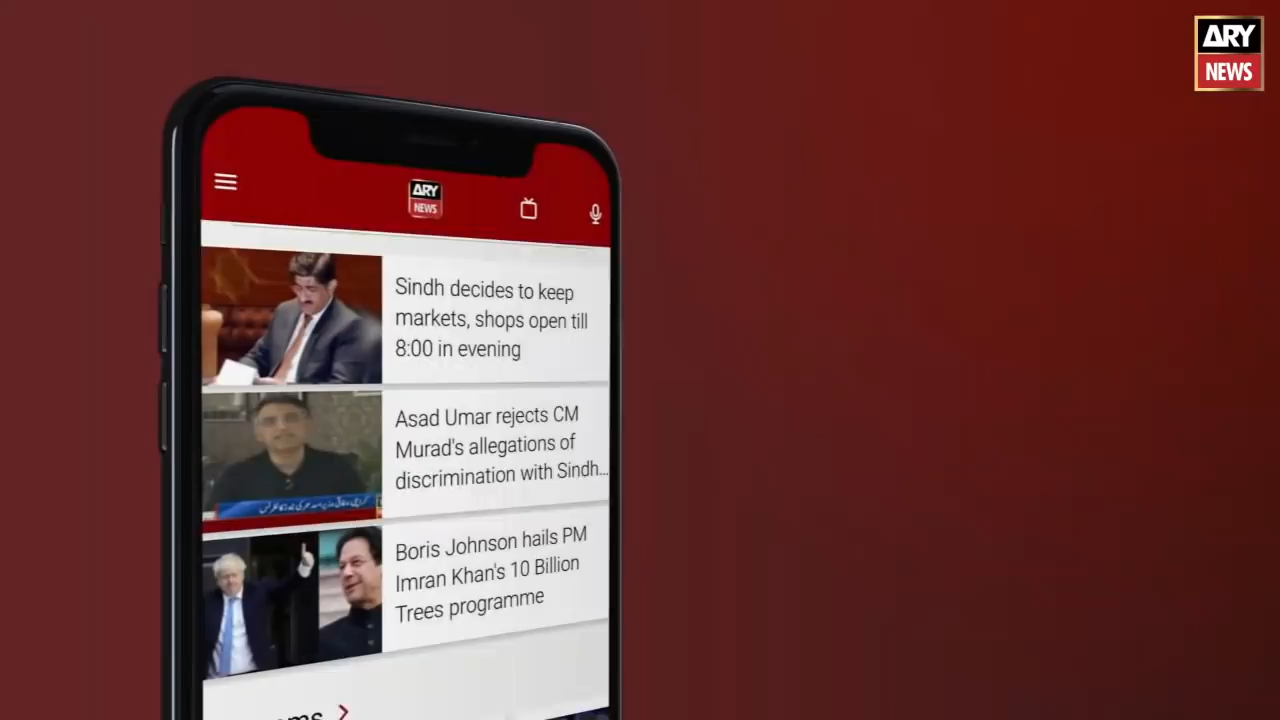 ARY
NEWS
ARY
NEWS
Sindh decides to keep
markets, shops open till
8:00 in evening
Asad Umar rejects CM
Murad's allegations of
discrimination with Sindh...
Boris Johnson hails PM
Imran Khan's 10 Billion
Trees programme